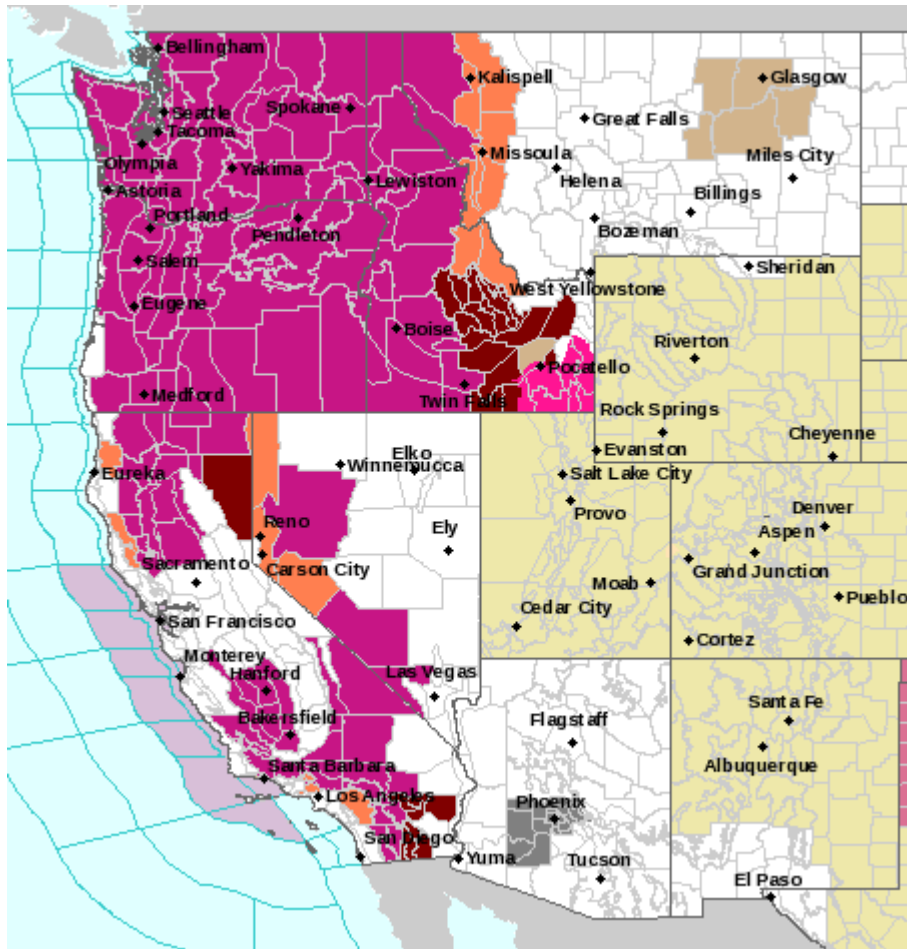 Bellingham
Kalispell
Glasgow
Spokane
Seattle
Great Falls
Tacoma
Olympia
Missoula
Miles City
Yakima
Helena
Lewiston
Astoria
Billings
Portland
Pendleton
Bozeman
Salem
Sheridan
West Yellowstone
Eugene
Boise
Riverton
Pocatello
Medford
Twin Falls
Rock Springs
Cheyenne
Elko
Evanston
Eureka
Winnemucca
Salt Lake City
Denver
Provo
Reno
Ely
Aspen
Sacramento
Carson City
Grand Junction
Moab
Pueblo
Cedar City
San Francisco
Cortez
Monterey
Hanford
Las Vegas
Santa Fe
Flagstaff
Bakersfield
Albuquerque
Santa Barbara
Los Angeles
Phoenix
San Diego
Yuma
Tucson
El Paso